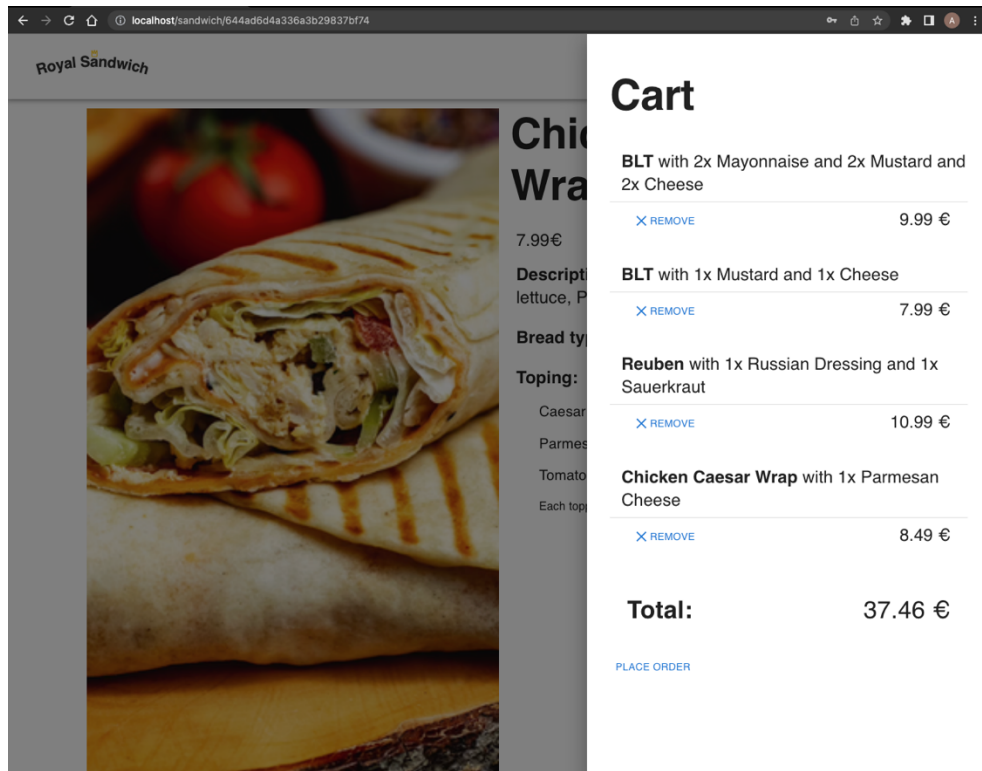 localhost/sandwich/644ad6d4a336a3b29837bf74
A
Royal Sandwich
Chi
Wra
7.99€
Descripti
lettuce, P
Bread ty
Toping:
Caesar
Parmes
Tomato
Each top
Cart
BLT with 2x Mayonnaise and 2x Mustard and
2x Cheese
REMOVE 9.99 €
BLT with 1x Mustard and 1x Cheese
REMOVE 7.99 €
Reuben with 1x Russian Dressing and 1x
Sauerkraut
REMOVE 10.99 €
Chicken Caesar Wrap with 1x Parmesan
Cheese
REMOVE 8.49 €
Total: 37.46 €
PLACE ORDER